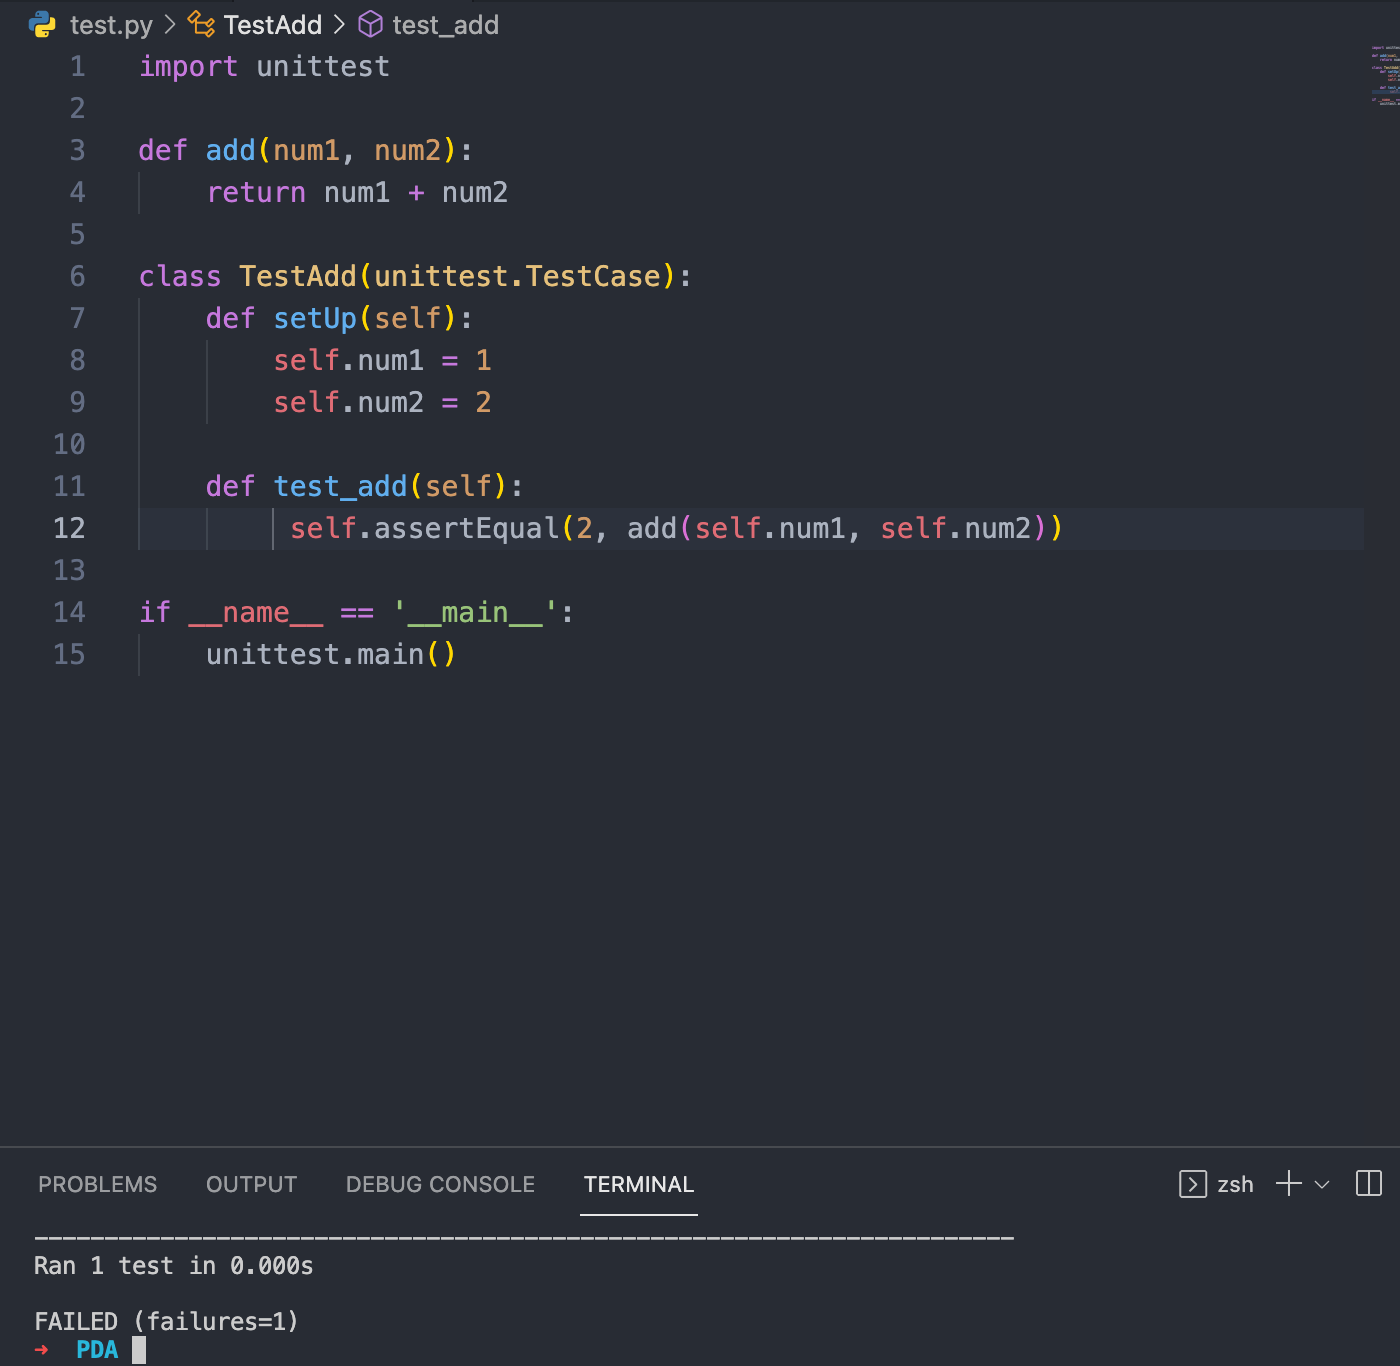 test.py > TestAdd > test_add
1 import unittest
2
3 def add(num1, num2):
4     return num1 + num2
5
6 class TestAdd(unittest.TestCase):
7     def setUp(self):
8         self.num1 = 1
9         self.num2 = 2
10
11     def test_add(self):
12          self.assertEqual(2, add(self.num1, self.num2))
13
14 if __name__ == '__main__':
15     unittest.main()
PROBLEMS OUTPUT DEBUG CONSOLE TERMINAL zsh
----------------------------------------------------------------------
Ran 1 test in 0.000s
FAILED (failures=1)
→ PDA